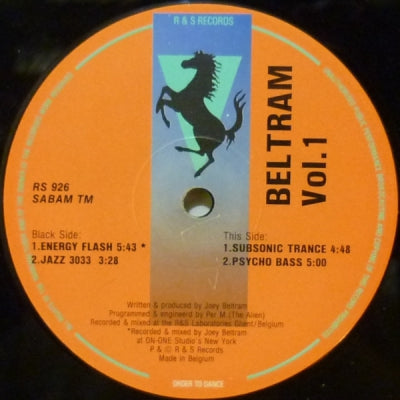 R & S RECORDS
BELTRAM
Vol.1
RS 926
SABAM TM
Black Side:
1.ENERGY FLASH 5:43 *
2.JAZZ 3033 3:28
This Side:
1.SUBSONIC TRANCE 4:48
2.PSYCHO BASS 5:00
Written & produced by Joey Beltram
Programmed & engineerd by Per M.(The Alien)
Recorded & mixed at the R&S Laboratories Ghent/Belgium
*Recorded & mixed by Joey Beltram
at ON-ONE Studio's New York
P & © R & S Records
Made in Belgium
ORDER TO DANCE